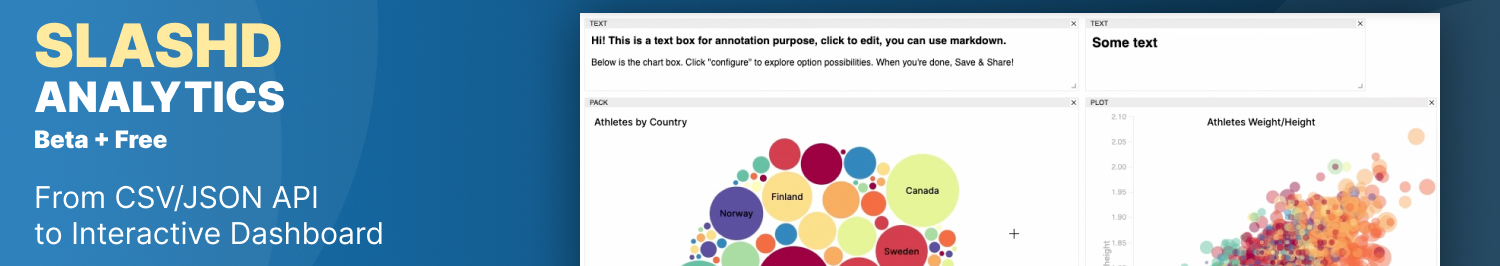 SLASHD
ANALYTICS
Beta + Free
From CSV/JSON API
to Interactive Dashboard
TEXT
Hi! This is a text box for annotation purpose, click to edit, you can use markdown.
Below is the chart box. Click "configure" to explore option possibilities. When you're done, Save & Share!
TEXT
Some text
PACK
Athletes by Country
Canada
Finland
Norway
Sweden
PLOT
Athletes Weight/Height
2.10
2.05
2.00
1.95
1.90
1.85
height